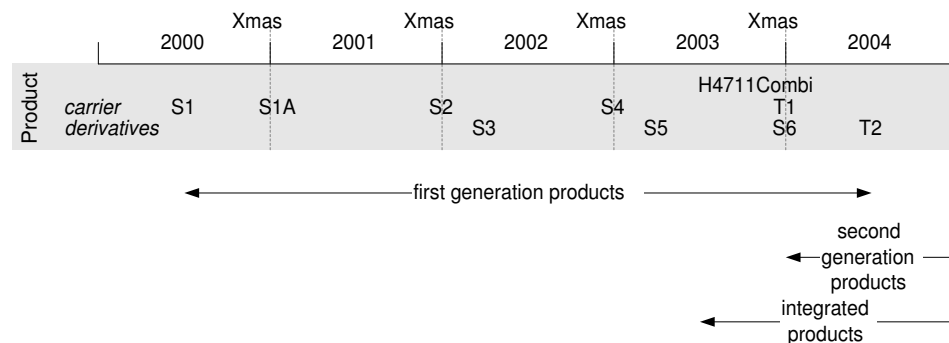 Xmas Xmas Xmas Xmas
2000 2001 2002 2003 2004
Product
H4711Combi
carrier S1 S1A S2 S4 T1
derivatives S3 S5 S6 T2
first generation products
second
generation
products
integrated
products